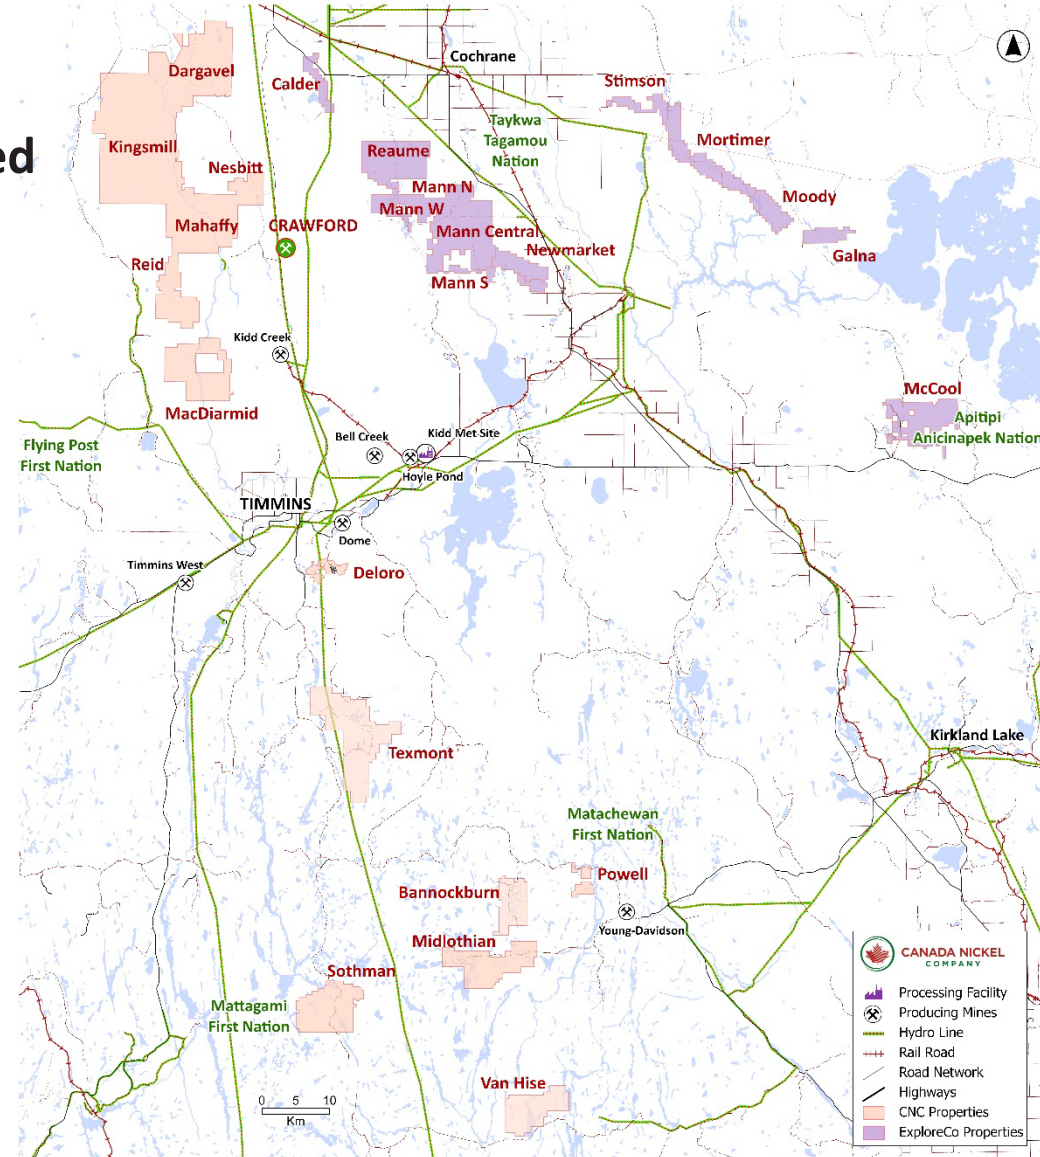 ed
Cochrane
Dargavel
Calder
Stimson
Taykwa
Tagamou
Nation
Kingsmill
Reaume
Mortimer
Nesbitt
Mann N
Moody
Mann W
Mahaffy
CRAWFORD
Mann Central
Newmarket
Galna
Reid
Mann S
Kidd Creek
McCool
MacDiarmid
Apitipi
Anicinapek Nation
Flying Post
First Nation
Bell Creek
Kidd Met Site
Hoyle Pond
TIMMINS
Dome
Timmins West
Deloro
Texmont
Kirkland Lake
Matachewan
First Nation
Powell
Bannockburn
Young-Davidson
Midlothian
Sothman
Mattagami
First Nation
Van Hise
0 5 10
Km
CANADA NICKEL
COMPANY
Processing Facility
Producing Mines
Hydro Line
Rail Road
Road Network
Highways
CNC Properties
ExploreCo Properties